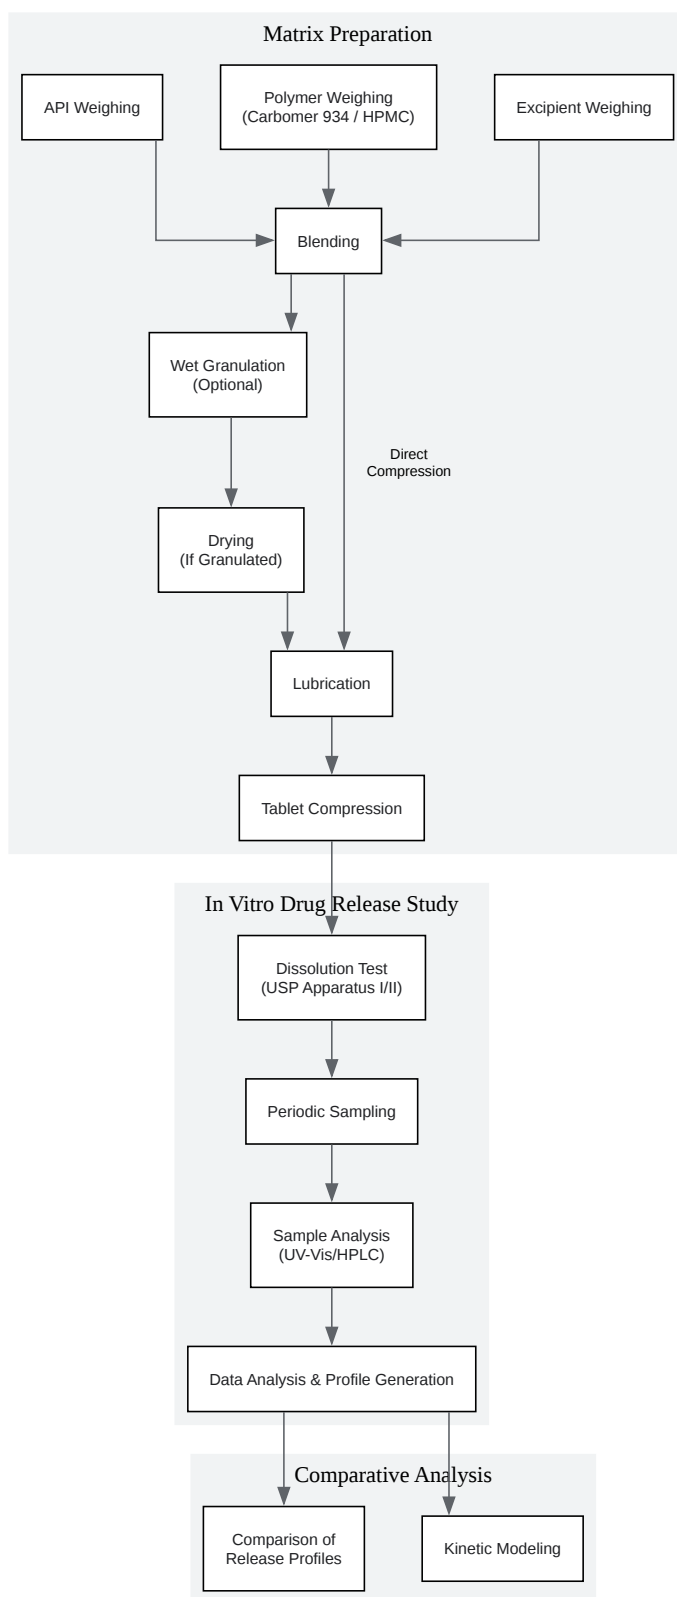 Matrix Preparation
API Weighing
Polymer Weighing
(Carbomer 934 / HPMC)
Excipient Weighing
Blending
Wet Granulation
(Optional)
Direct
Compression
Drying
(If Granulated)
Lubrication
Tablet Compression
In Vitro Drug Release Study
Dissolution Test
(USP Apparatus I/II)
Periodic Sampling
Sample Analysis
(UV-Vis/HPLC)
Data Analysis & Profile Generation
Comparative Analysis
Comparison of
Release Profiles
Kinetic Modeling